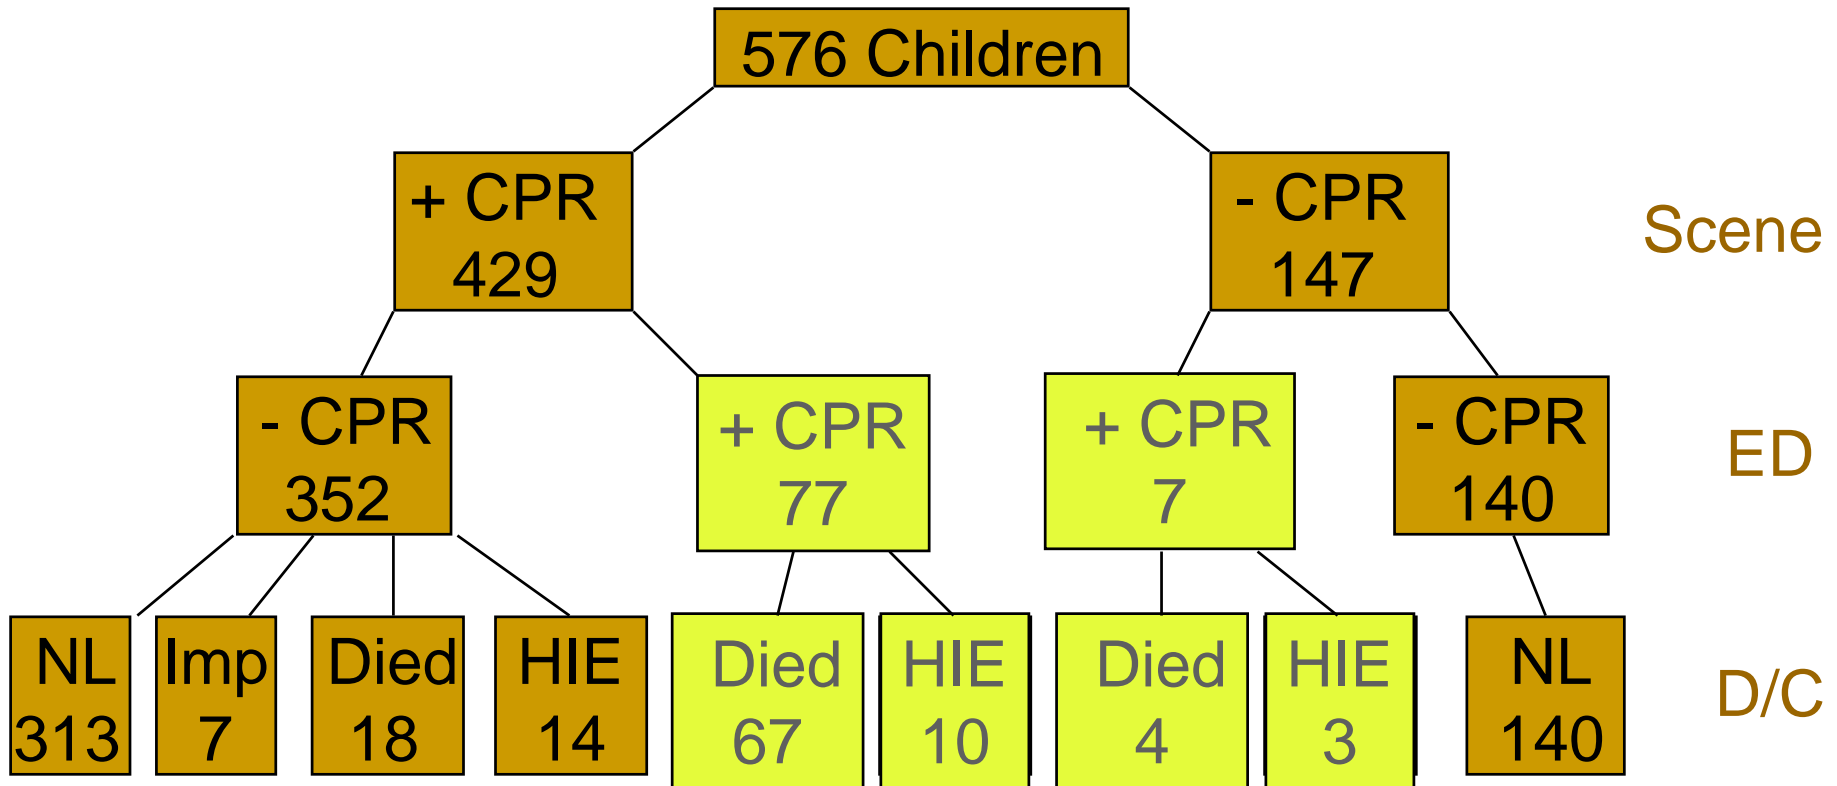 576 Children
+ CPR
429
- CPR
147
Scene
- CPR
352
+ CPR
77
+ CPR
7
- CPR
140
ED
NL
313
Imp
7
Died
18
HIE
14
Died
67
HIE
10
Died
4
HIE
3
NL
140
D/C